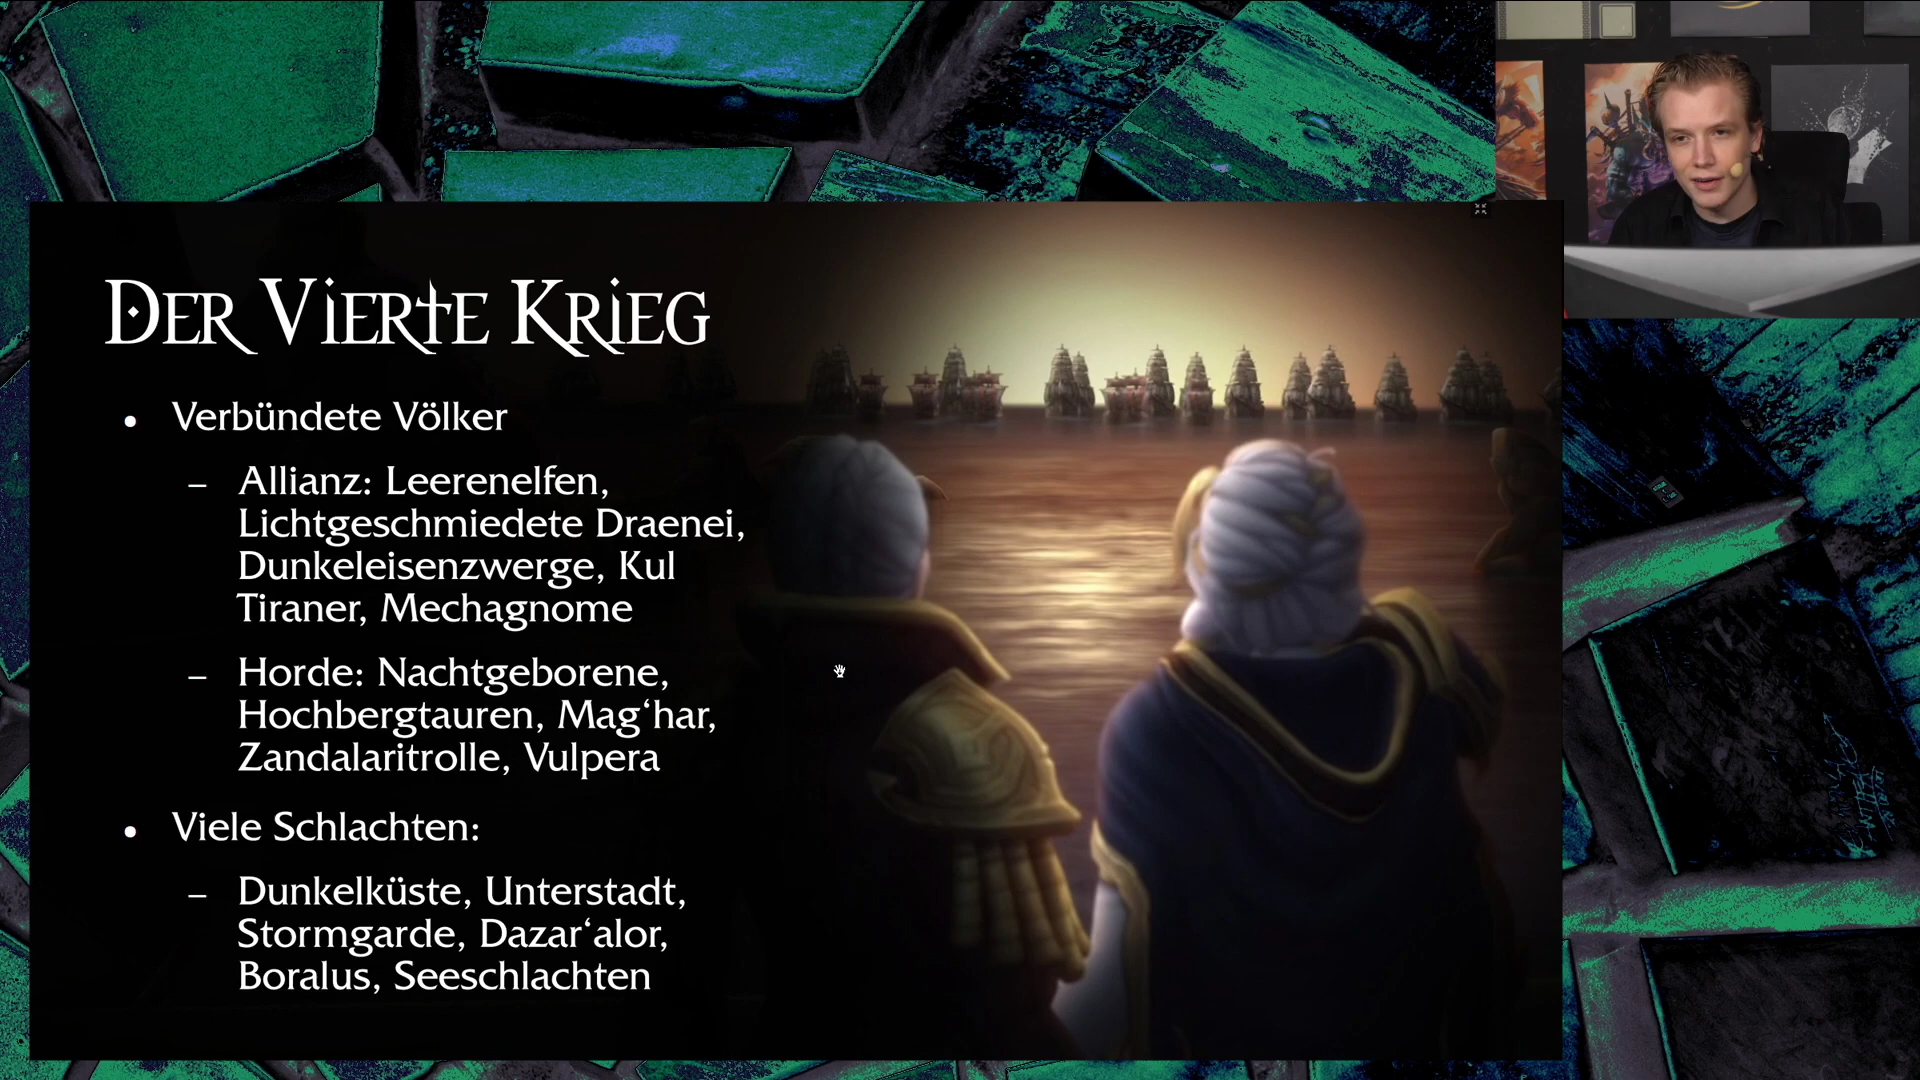 Der Vierte Krieg
• Verbündete Völker
– Allianz: Leerenelfen,
Lichtgeschmiedete Draenei,
Dunkeleisenzwerge, Kul
Tiraner, Mechagnome
– Horde: Nachtgeborene,
Hochbergtauren, Mag‘har,
Zandalaritrolle, Vulpera
• Viele Schlachten:
– Dunkelküste, Unterstadt,
Stormgarde, Dazar‘alor,
Boralus, Seeschlachten